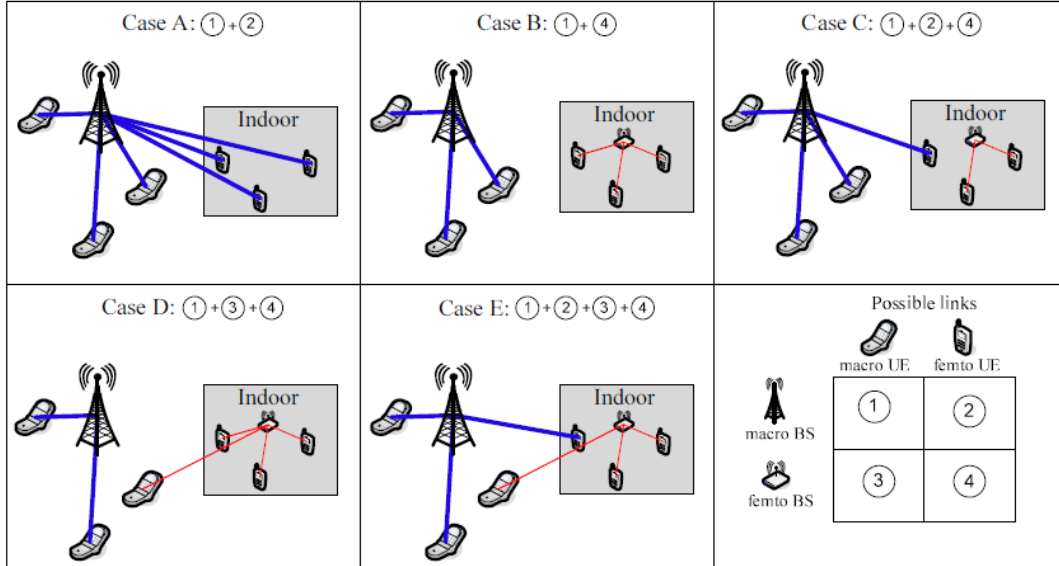 Case A: ① + ②
Indoor
Case B: ① + ④
Indoor
Case C: ① + ② + ④
Indoor
Case D: ① + ③ + ④
Indoor
Case E: ① + ② + ③ + ④
Indoor
Possible links
macro UE femto UE
macro BS ① ②
femto BS ③ ④